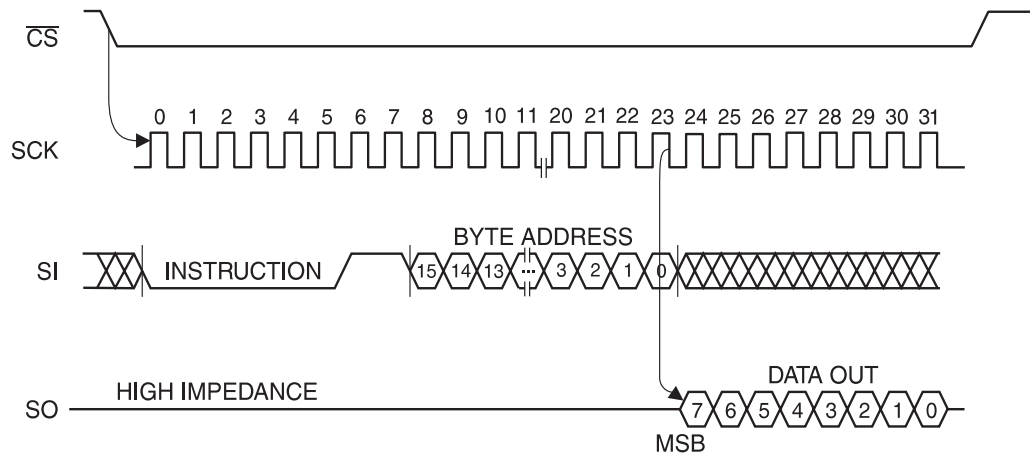 CS
0 1 2 3 4 5 6 7 8 9 10 11 20 21 22 23 24 25 26 27 28 29 30 31
SCK
BYTE ADDRESS
SI INSTRUCTION 15 14 13 ... 3 2 1 0
HIGH IMPEDANCE DATA OUT
SO 7 6 5 4 3 2 1 0
MSB